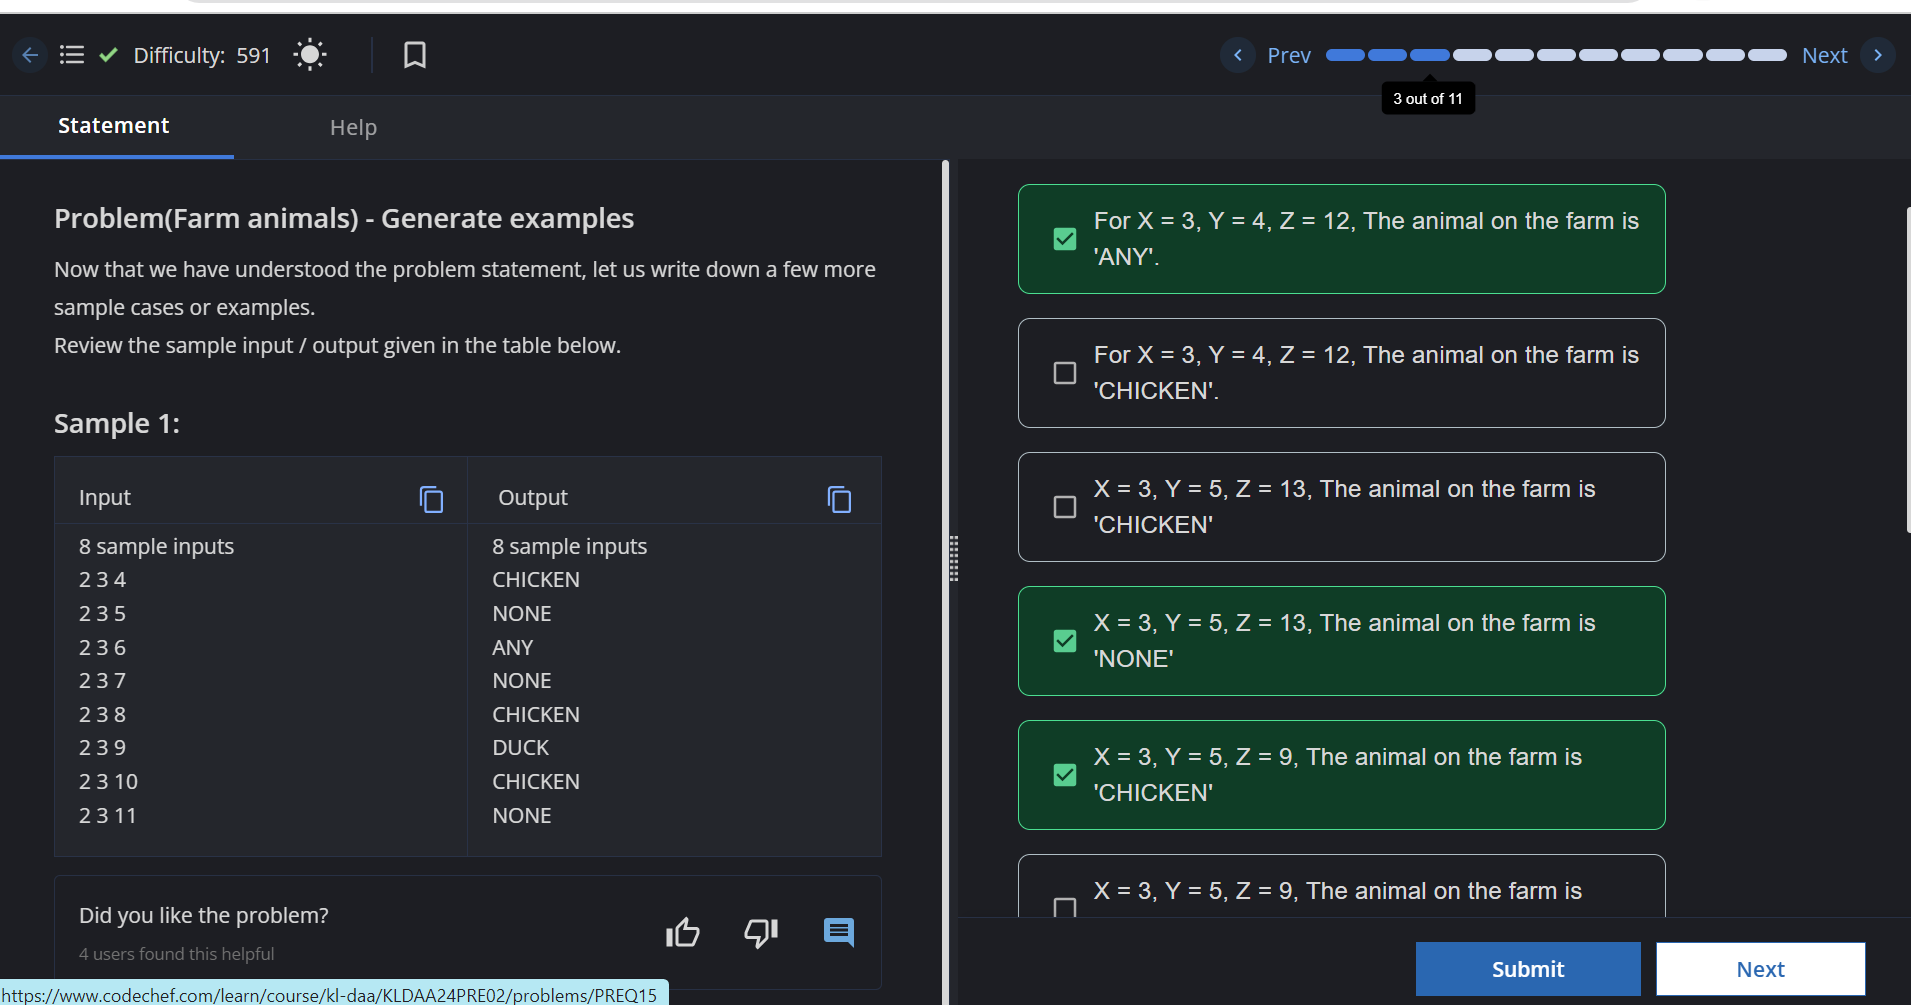 Difficulty: 591
Prev
Next
3 out of 11
Statement
Help
Problem(Farm animals) - Generate examples
Now that we have understood the problem statement, let us write down a few more
sample cases or examples.
Review the sample input / output given in the table below.
Sample 1:
Input
Output
8 sample inputs
8 sample inputs
2 3 4
CHICKEN
2 3 5
NONE
2 3 6
ANY
2 3 7
NONE
2 3 8
CHICKEN
2 3 9
DUCK
2 3 10
CHICKEN
2 3 11
NONE
Did you like the problem?
4 users found this helpful
https://www.codechef.com/learn/course/kl-daa/KLDAA24PRE02/problems/PREQ15
For X = 3, Y = 4, Z = 12, The animal on the farm is
'ANY'.
For X = 3, Y = 4, Z = 12, The animal on the farm is
'CHICKEN'.
X = 3, Y = 5, Z = 13, The animal on the farm is
'CHICKEN'
X = 3, Y = 5, Z = 13, The animal on the farm is
'NONE'
X = 3, Y = 5, Z = 9, The animal on the farm is
'CHICKEN'
X = 3, Y = 5, Z = 9, The animal on the farm is
Submit
Next